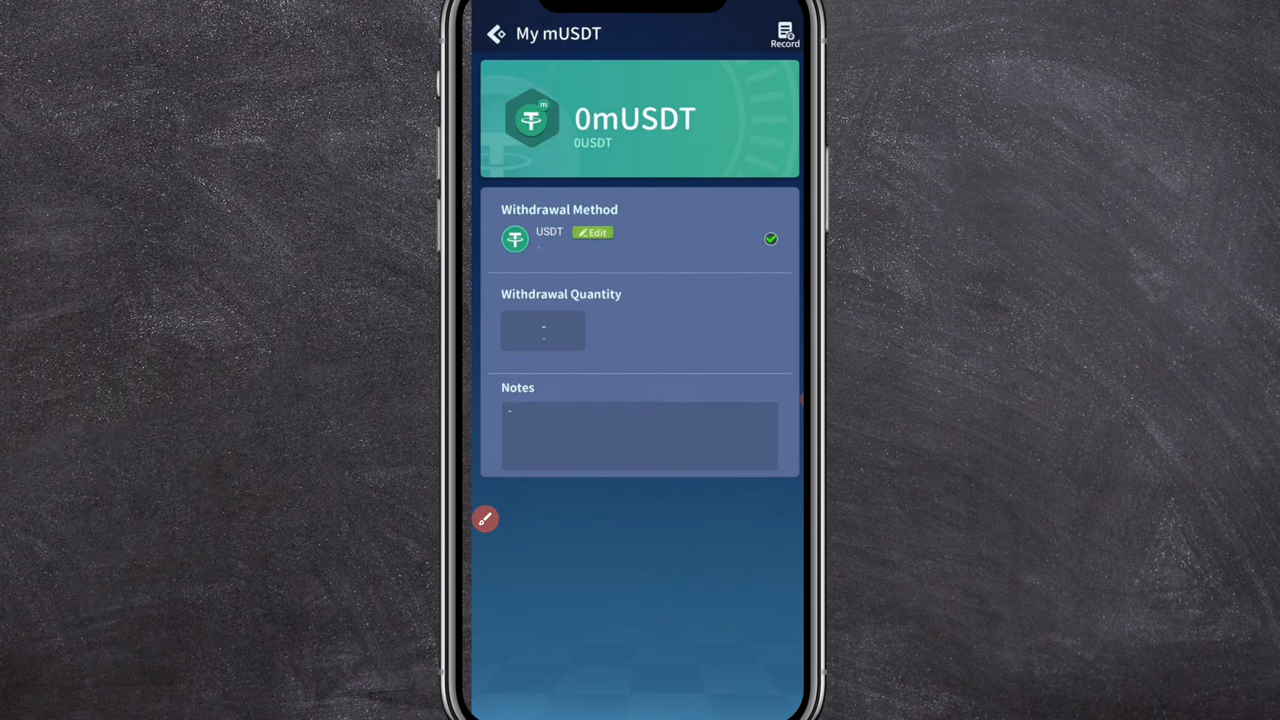 My mUSDT
Record
m
0mUSDT
0USDT
Withdrawal Method
USDT
Edit
-
Withdrawal Quantity
-
-
Notes
-